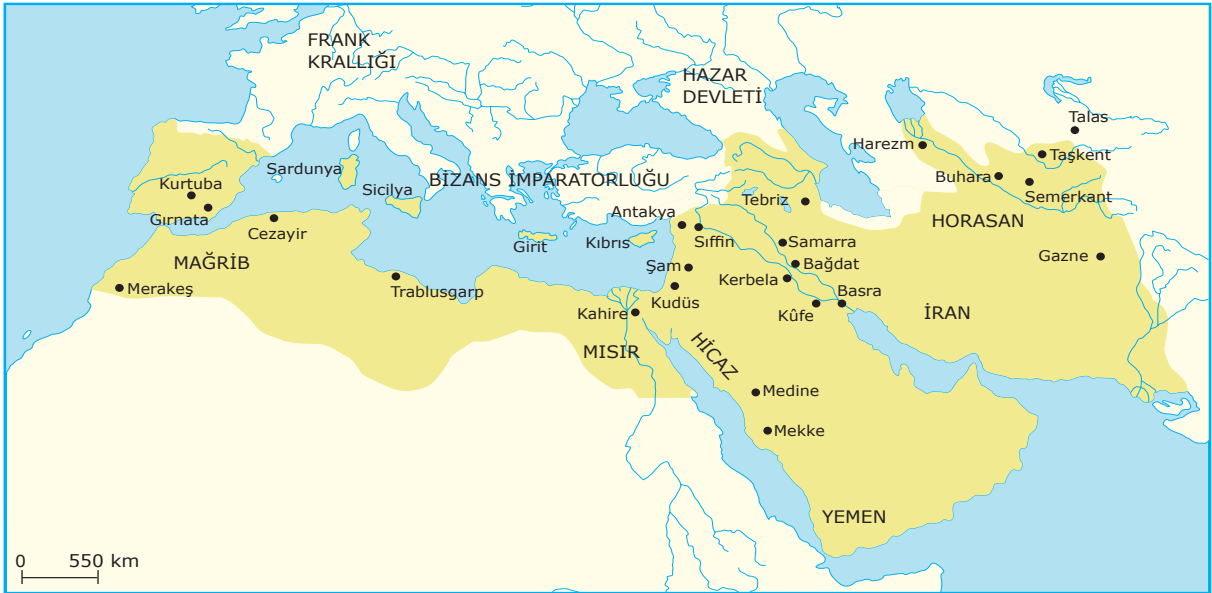 FRANK
KRALLIĞI
HAZAR
DEVLETİ
Talas
Harezm
Taşkent
Sardunya
Buhara
Kurtuba
Sicilya
BİZANS İMPARATORLUĞU
Semerkant
Gırnata
Antakya
Tebriz
HORASAN
Cezayir
Girit
Kıbrıs
Sıffin
Samarra
MAĞRİB
Şam
Bağdat
Gazne
Merakeş
Trablusgarp
Kerbela
Basra
Kudüs
Kahire
Kûfe
İRAN
MISIR
HİCAZ
Medine
Mekke
YEMEN
0 550 km